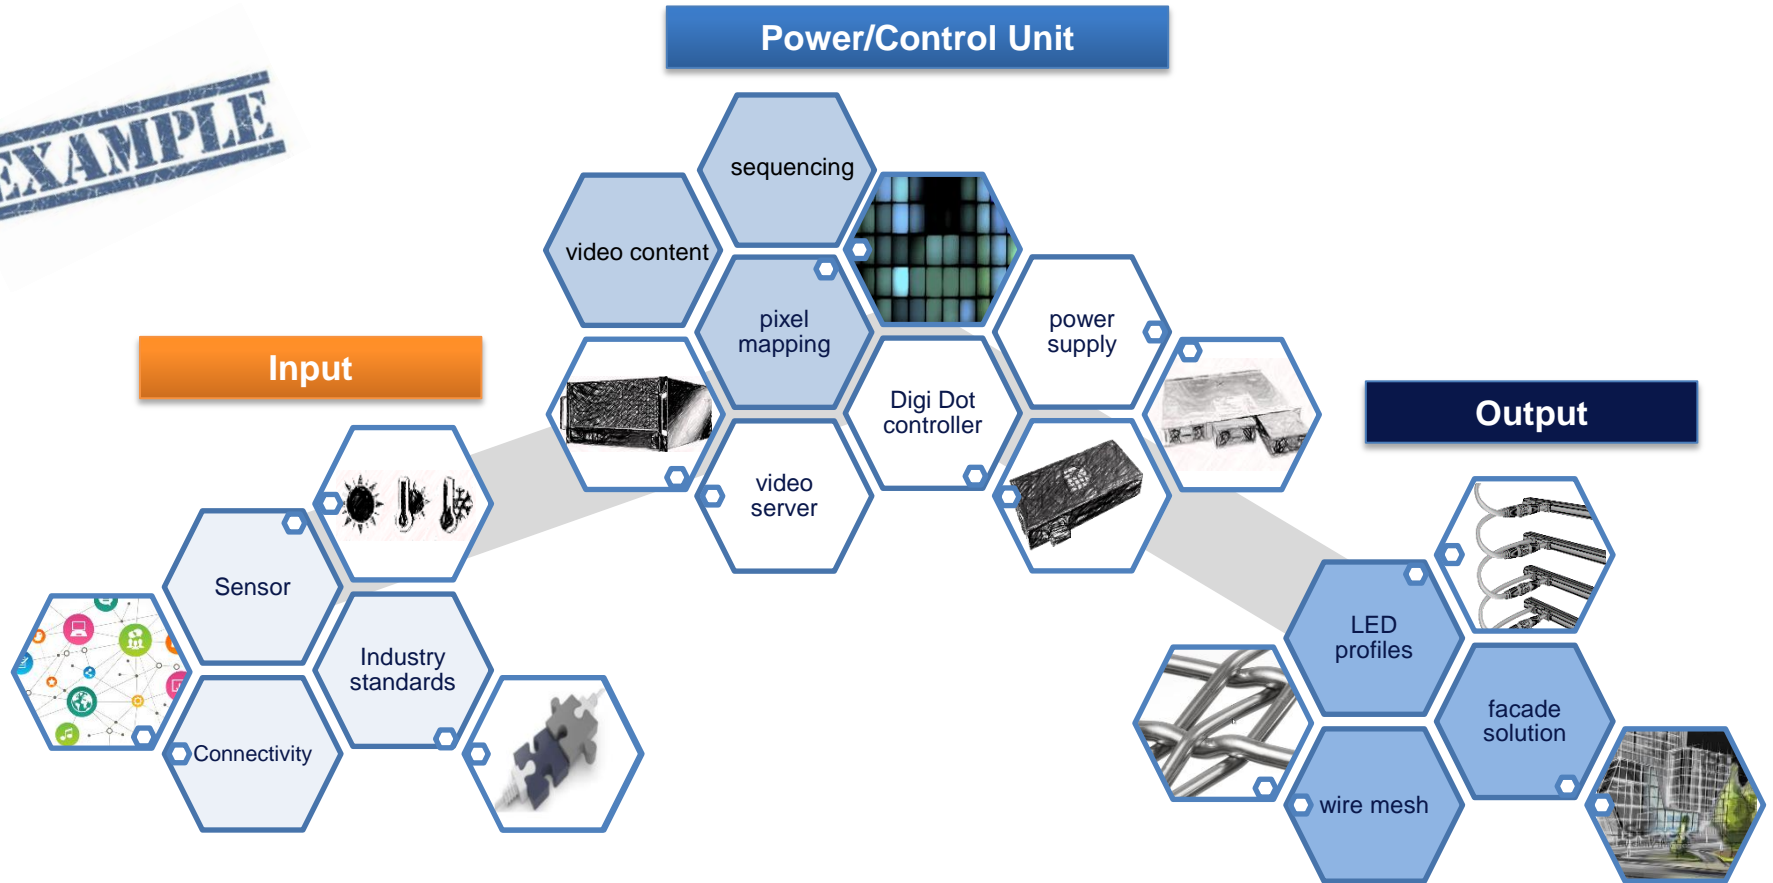 Power/Control Unit
EXAMPLE
sequencing
video content
pixel
mapping
power
supply
Input
Digi Dot
controller
Output
video
server
Sensor
LED
profiles
Industry
standards
facade
solution
Connectivity
wire mesh